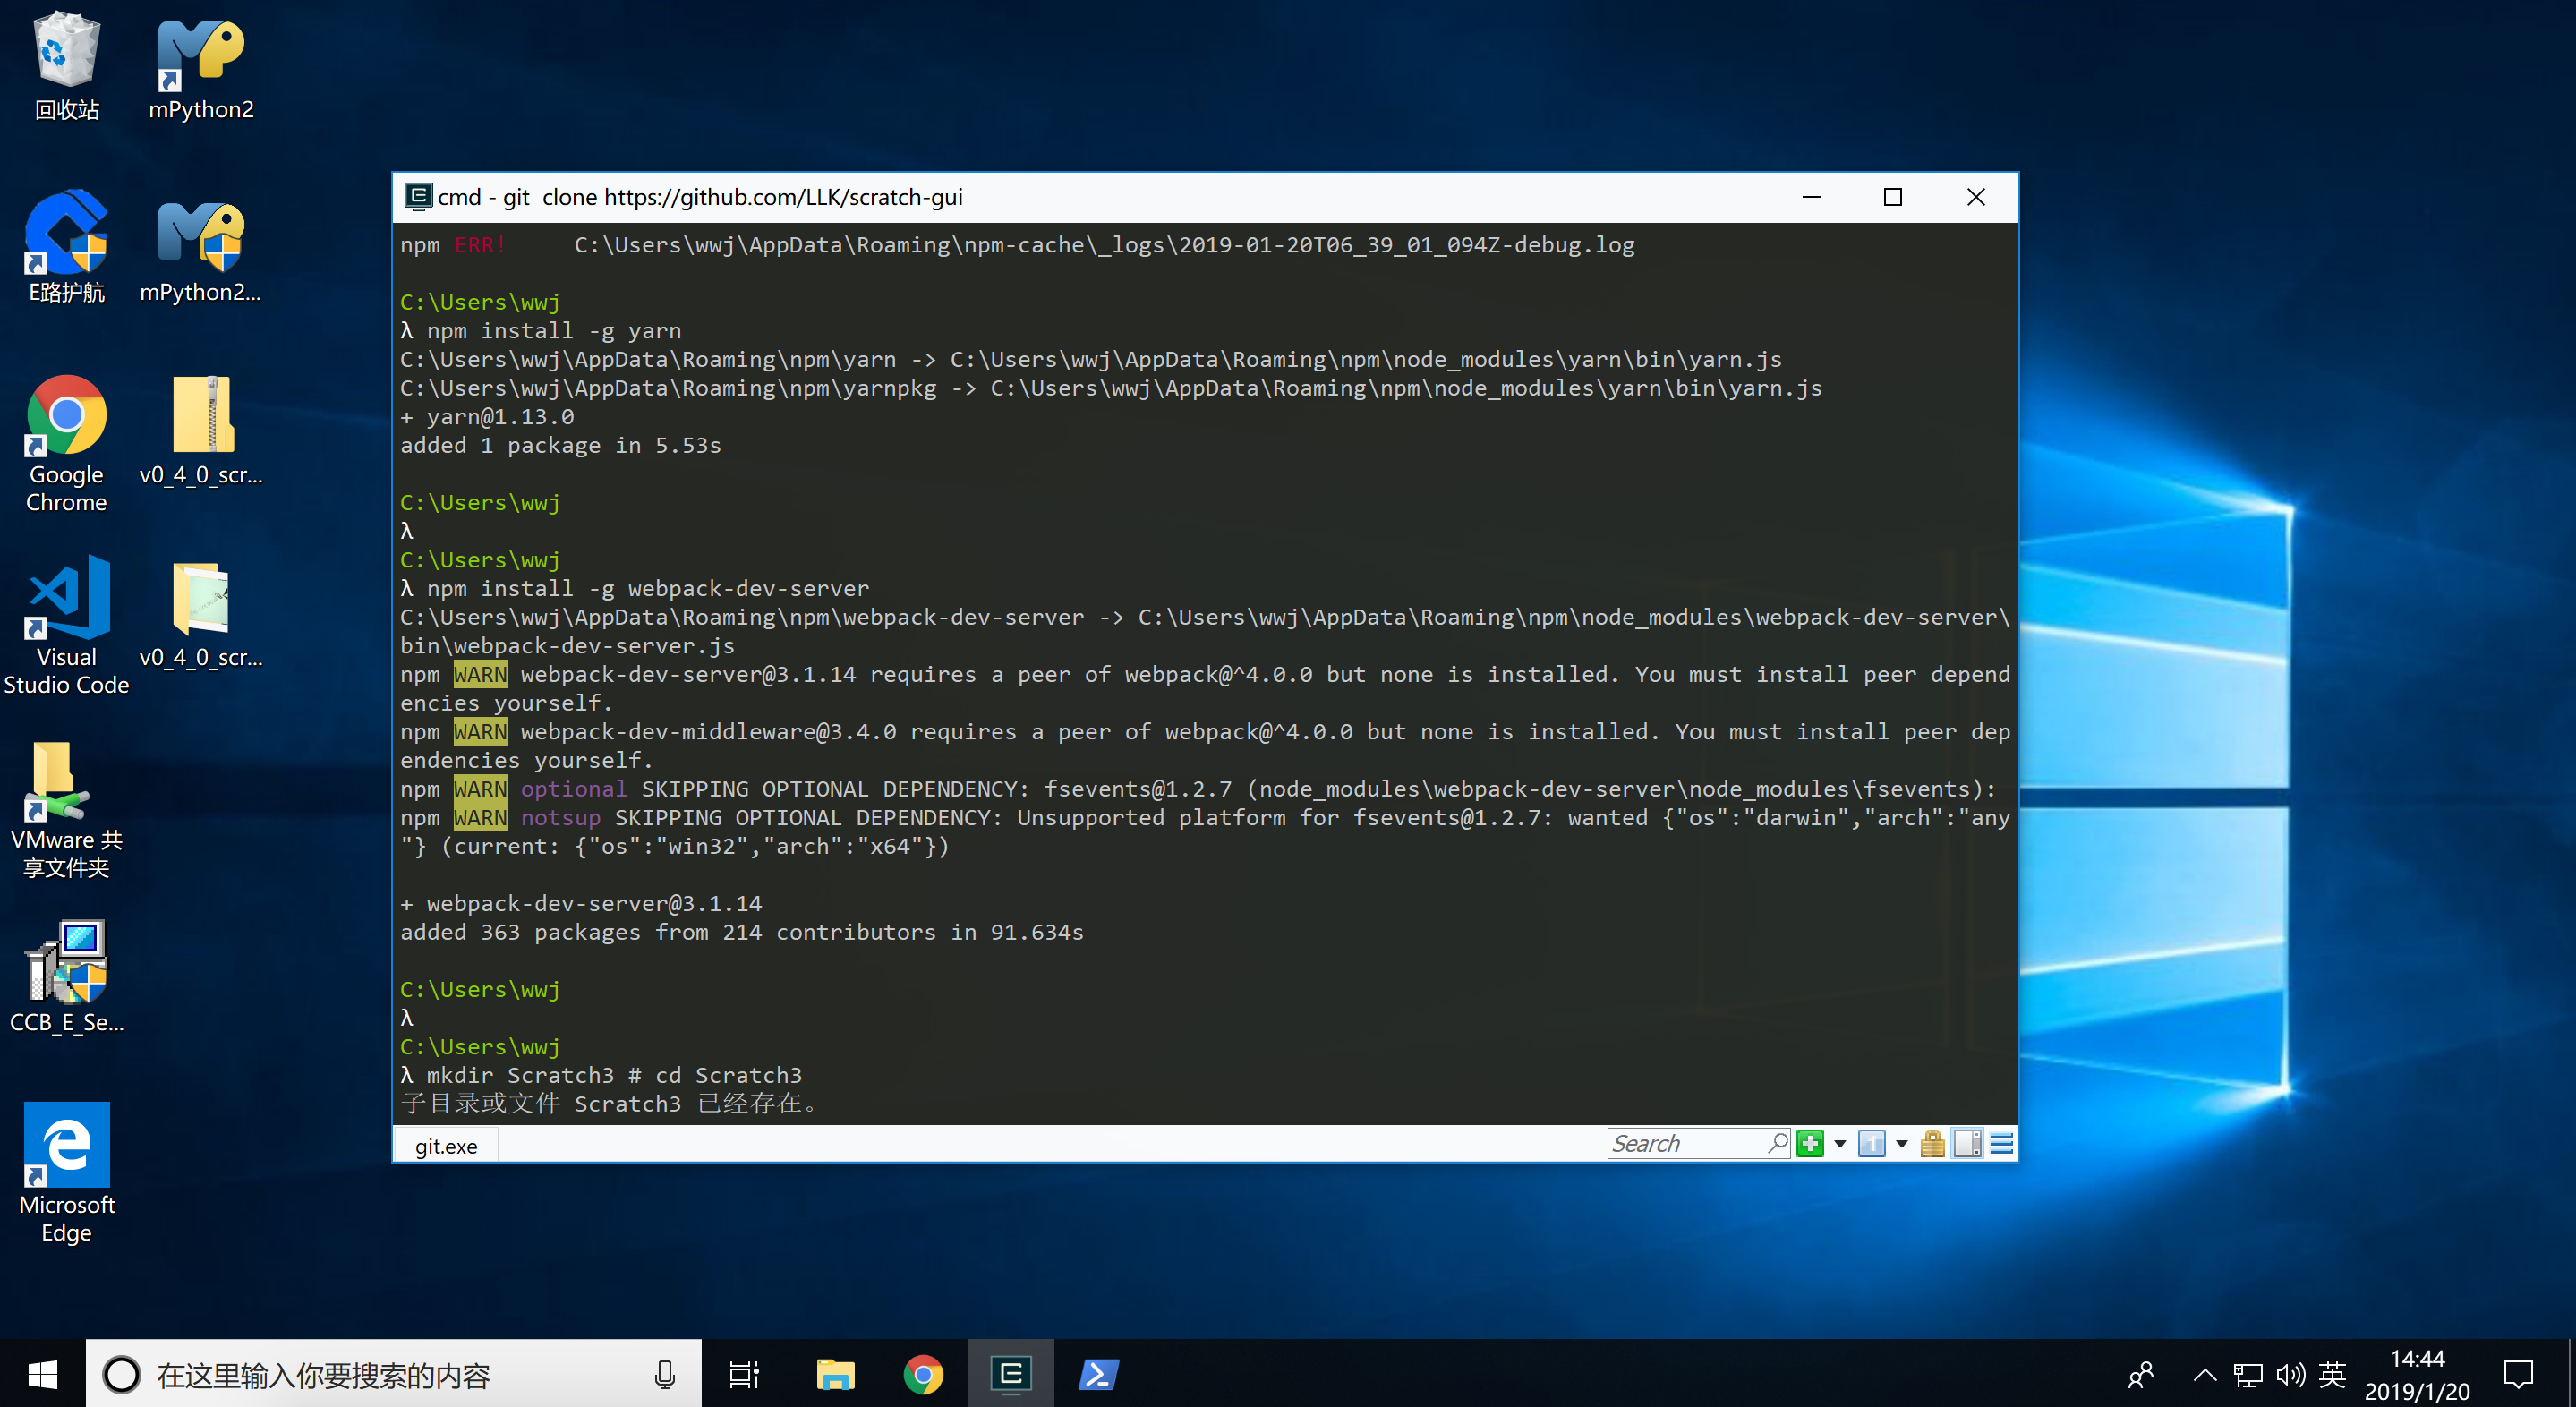 回收站
mPython2
E路护航
mPython2...
Google
Chrome
v0_4_0_scr...
Visual
Studio Code
v0_4_0_scr...
VMware 共
享文件夹
CCB_E_Se...
Microsoft
Edge
cmd - git  clone https://github.com/LLK/scratch-gui
npm ERR!     C:\Users\wwj\AppData\Roaming\npm-cache\_logs\2019-01-20T06_39_01_094Z-debug.log
C:\Users\wwj
λ npm install -g yarn
C:\Users\wwj\AppData\Roaming\npm\yarn -> C:\Users\wwj\AppData\Roaming\npm\node_modules\yarn\bin\yarn.js
C:\Users\wwj\AppData\Roaming\npm\yarnpkg -> C:\Users\wwj\AppData\Roaming\npm\node_modules\yarn\bin\yarn.js
+ yarn@1.13.0
added 1 package in 5.53s
C:\Users\wwj
λ
C:\Users\wwj
λ npm install -g webpack-dev-server
C:\Users\wwj\AppData\Roaming\npm\webpack-dev-server -> C:\Users\wwj\AppData\Roaming\npm\node_modules\webpack-dev-server\
bin\webpack-dev-server.js
npm WARN webpack-dev-server@3.1.14 requires a peer of webpack@^4.0.0 but none is installed. You must install peer depend
encies yourself.
npm WARN webpack-dev-middleware@3.4.0 requires a peer of webpack@^4.0.0 but none is installed. You must install peer dep
endencies yourself.
npm WARN optional SKIPPING OPTIONAL DEPENDENCY: fsevents@1.2.7 (node_modules\webpack-dev-server\node_modules\fsevents):
npm WARN notsup SKIPPING OPTIONAL DEPENDENCY: Unsupported platform for fsevents@1.2.7: wanted {"os":"darwin","arch":"any
"} (current: {"os":"win32","arch":"x64"})
+ webpack-dev-server@3.1.14
added 363 packages from 214 contributors in 91.634s
C:\Users\wwj
λ
C:\Users\wwj
λ mkdir Scratch3 # cd Scratch3
子目录或文件 Scratch3 已经存在。
git.exe
Search
1
在这里输入你要搜索的内容
英
14:44
2019/1/20